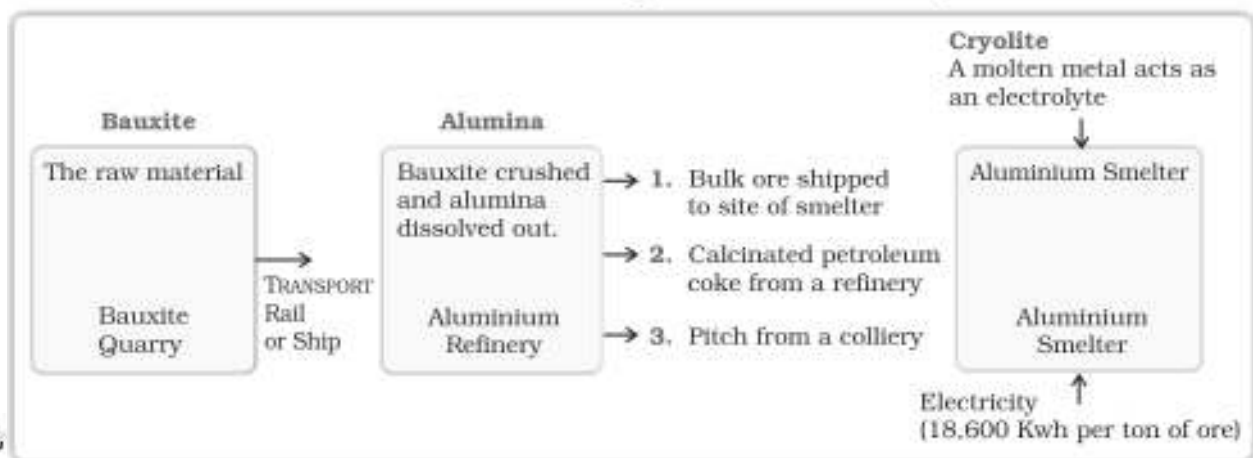 Bauxite
The raw material
Bauxite
Quarry
TRANSPORT
Rail
or Ship
Alumina
Bauxite crushed
and alumina
dissolved out.
Aluminium
Refinery
1. Bulk ore shipped
to site of smelter
2. Calcinated petroleum
coke from a refinery
3. Pitch from a colliery
Cryolite
A molten metal acts as
an electrolyte
Aluminium Smelter
Aluminium
Smelter
Electricity
(18,600 Kwh per ton of ore)